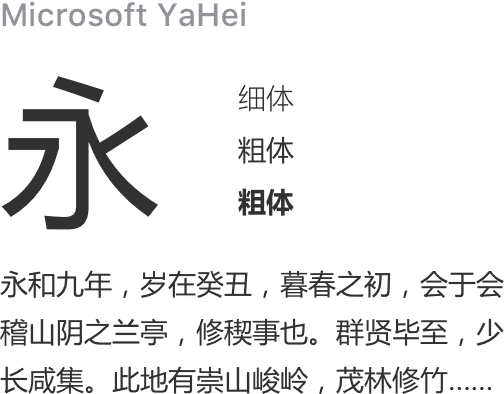 Microsoft YaHei
永
细体
粗体
粗体
永和九年，岁在癸丑，暮春之初，会于会
稽山阴之兰亭，修稧事也。群贤毕至，少
长咸集。此地有崇山峻岭，茂林修竹……